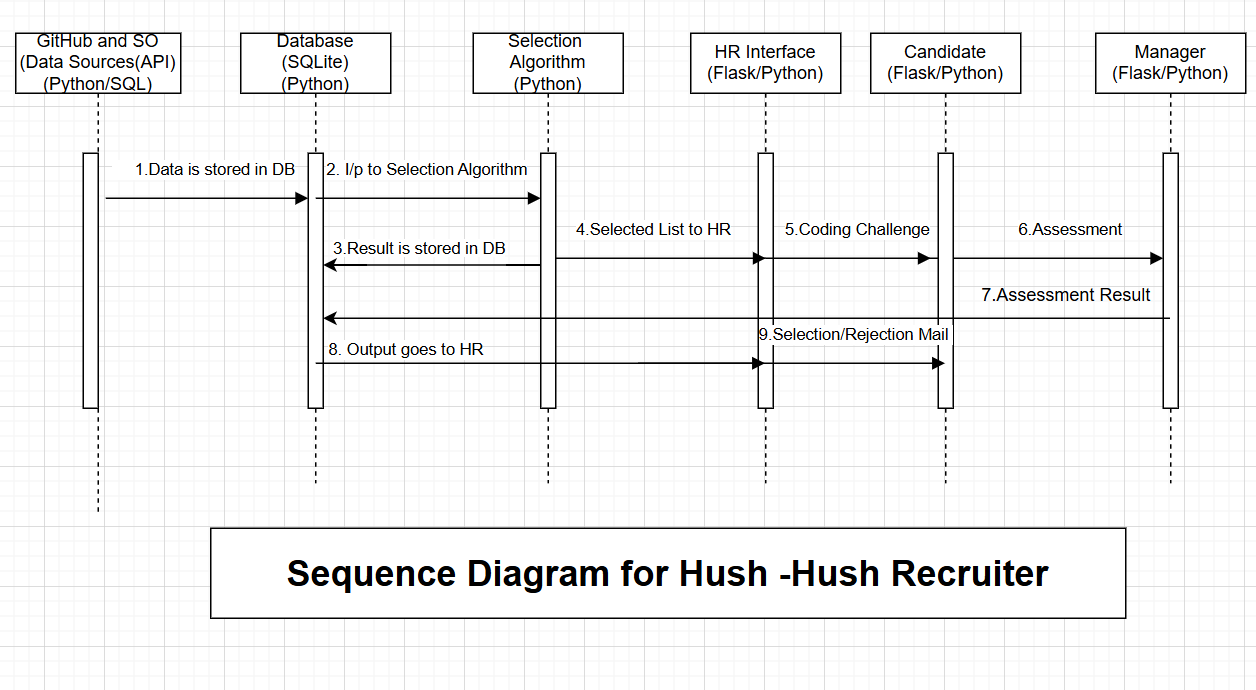 GitHub and SO
(Data Sources(API)
(Python/SQL)
Database
(SQLite)
(Python)
Selection
Algorithm
(Python)
HR Interface
(Flask/Python)
Candidate
(Flask/Python)
Manager
(Flask/Python)
1.Data is stored in DB
2. I/p to Selection Algorithm
3.Result is stored in DB
4.Selected List to HR
5.Coding Challenge
6.Assessment
7.Assessment Result
8. Output goes to HR
9.Selection/Rejection Mail
Sequence Diagram for Hush -Hush Recruiter